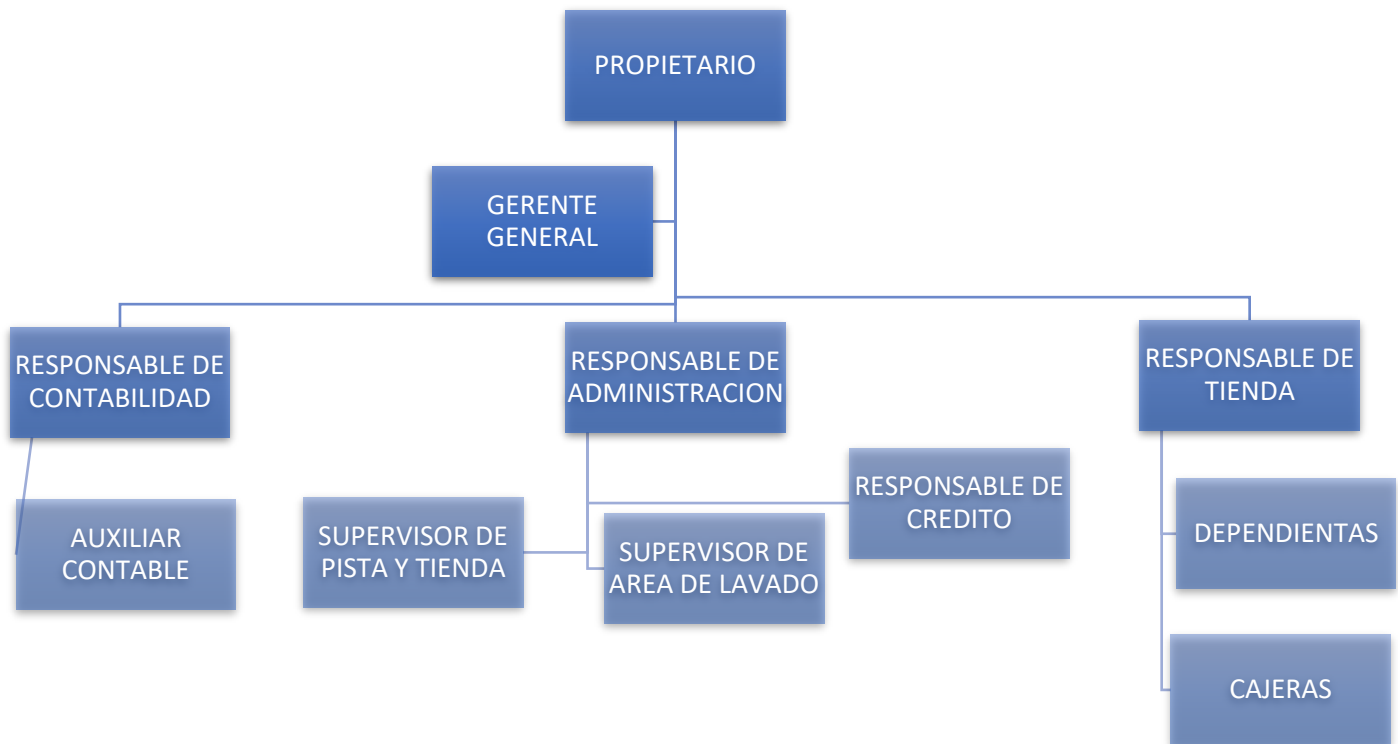 PROPIETARIO
GERENTE
GENERAL
RESPONSABLE DE
CONTABILIDAD
RESPONSABLE DE
ADMINISTRACION
RESPONSABLE DE
TIENDA
AUXILIAR
CONTABLE
SUPERVISOR DE
PISTA Y TIENDA
SUPERVISOR DE
AREA DE LAVADO
RESPONSABLE DE
CREDITO
DEPENDIENTAS
CAJERAS